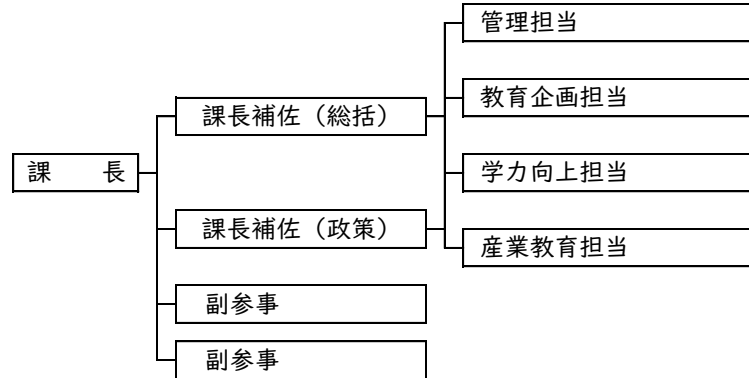 管理担当
教育企画担当
課長補佐（総括）
課　　長
学力向上担当
課長補佐（政策）
産業教育担当
副参事
副参事